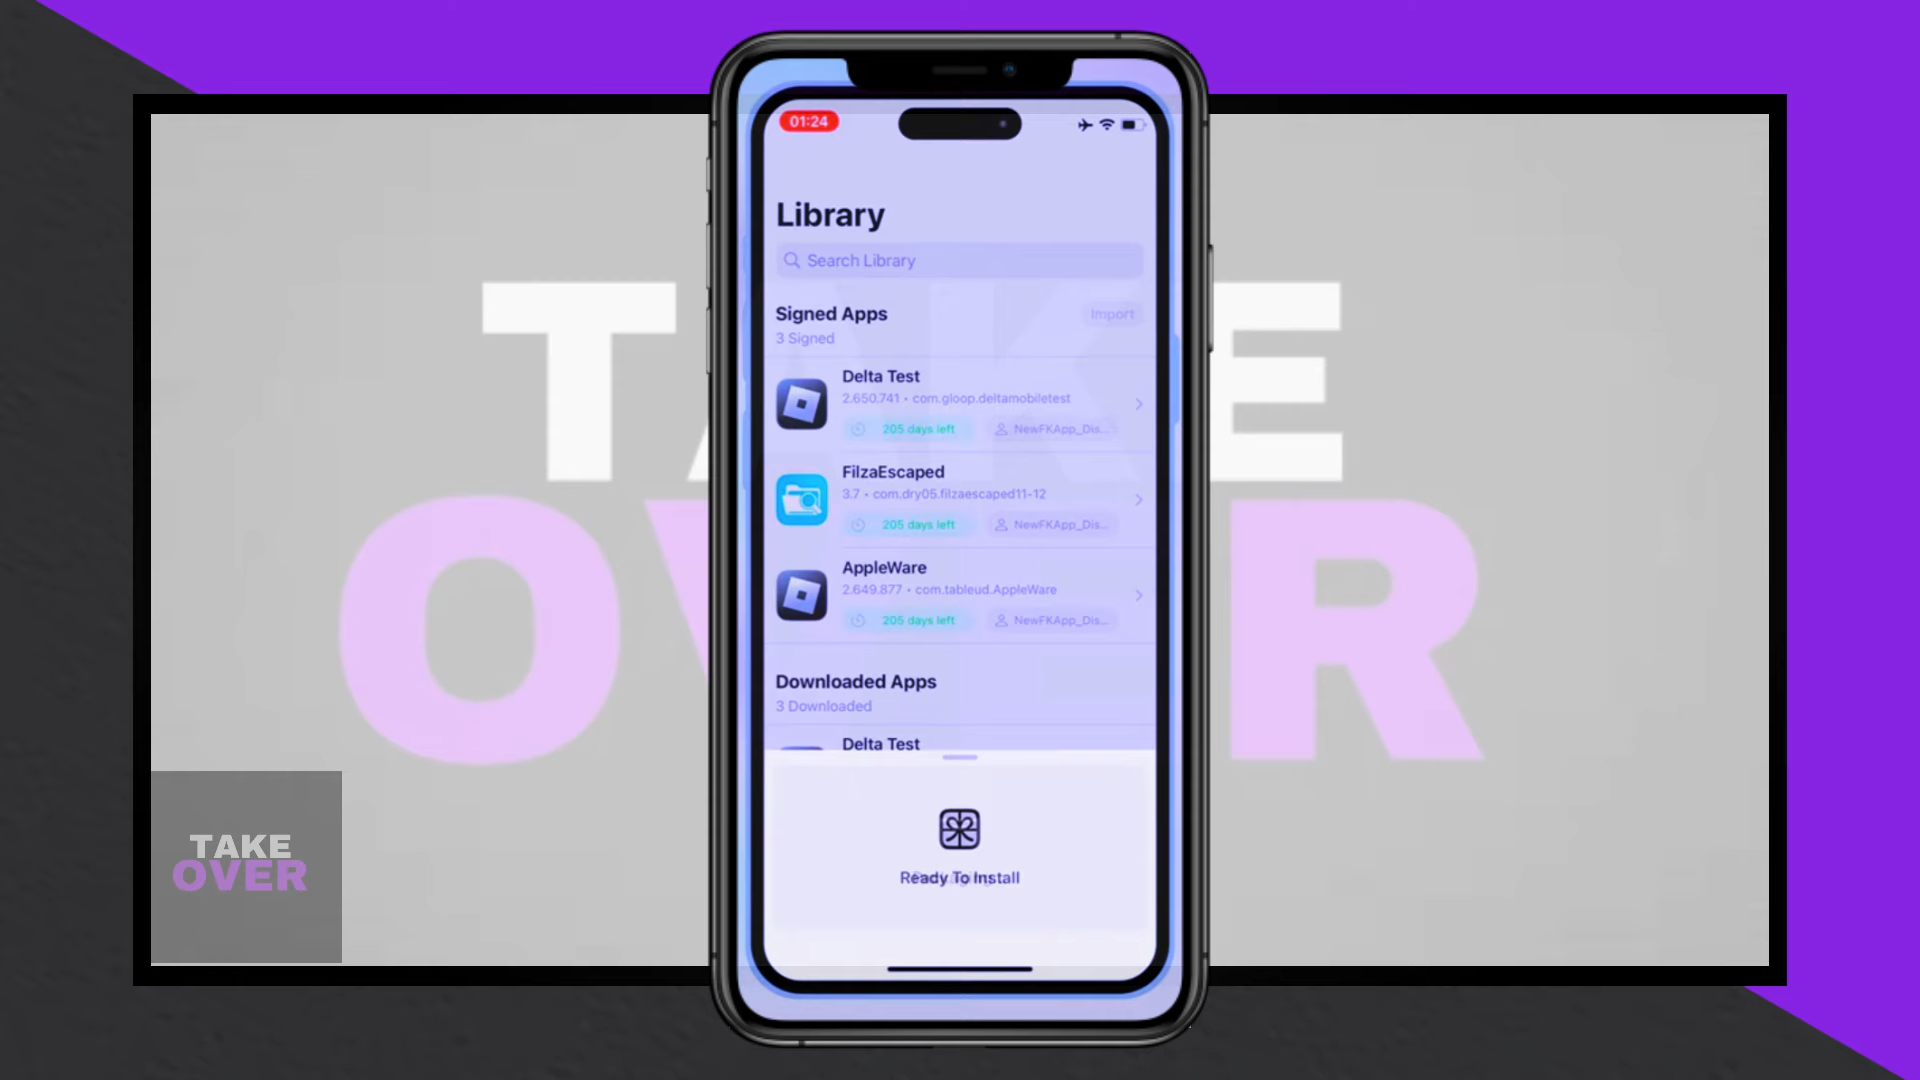 TAKE
OVER
01:24
Library
Search Library
Signed Apps
Import
3 Signed
Delta Test
2.650.741 • com.gloop.deltamobiletest
205 days left
NewFKApp_Dis...
FilzaEscaped
3.7 • com.dry05.filzaescaped11-12
205 days left
NewFKApp_Dis...
AppleWare
2.649.877 • com.tableud.AppleWare
205 days left
NewFKApp_Dis...
Downloaded Apps
3 Downloaded
Delta Test
Ready To Install
TAKE
OVER